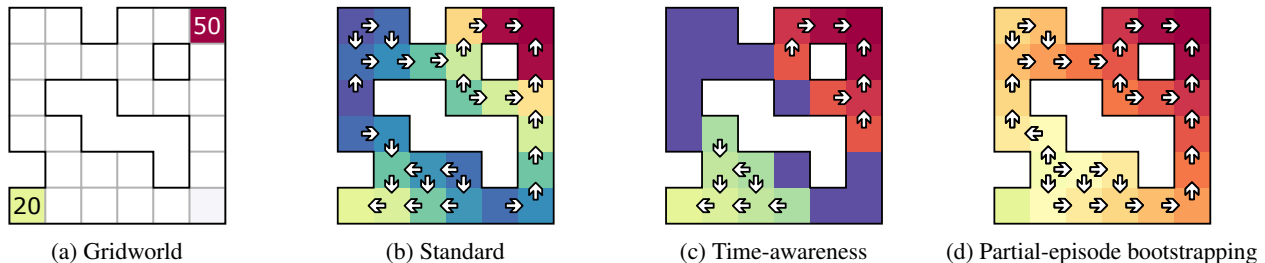 50
20
(a) Gridworld
(b) Standard
(c) Time-awareness
(d) Partial-episode bootstrapping